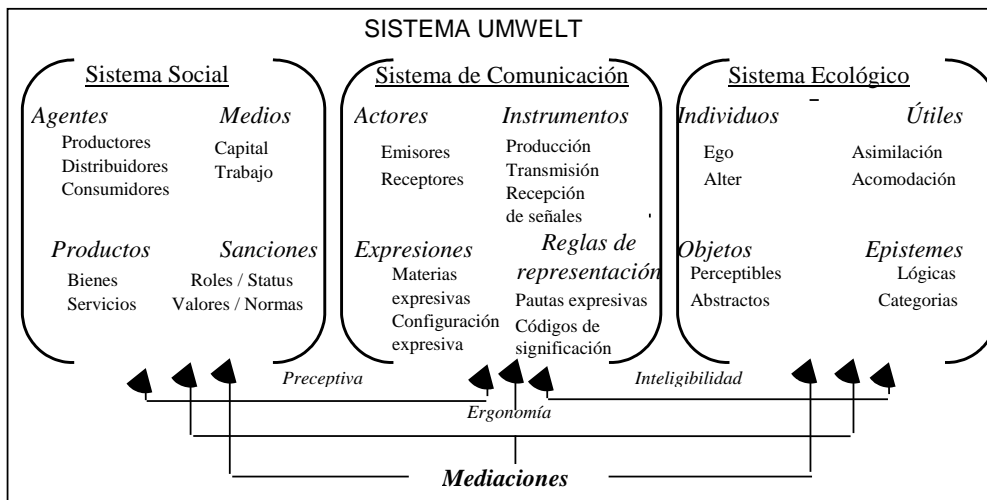 SISTEMA UMWELT
Sistema Social
Agentes
Productores
Distribuidores
Consumidores
Medios
Capital
Trabajo
Productos
Bienes
Servicios
Sanciones
Roles / Status
Valores / Normas
Sistema de Comunicación
Actores
Emisores
Receptores
Instrumentos
Producción
Transmisión
Recepción
de señales
Expresiones
Materias
expresivas
Configuración
expresiva
Reglas de
representación
Pautas expresivas
Códigos de
significación
Sistema Ecológico
Individuos
Ego
Alter
Útiles
Asimilación
Acomodación
Objetos
Perceptibles
Abstractos
Epistemes
Lógicas
Categorias
Preceptiva
Inteligibilidad
Ergonomía
Mediaciones